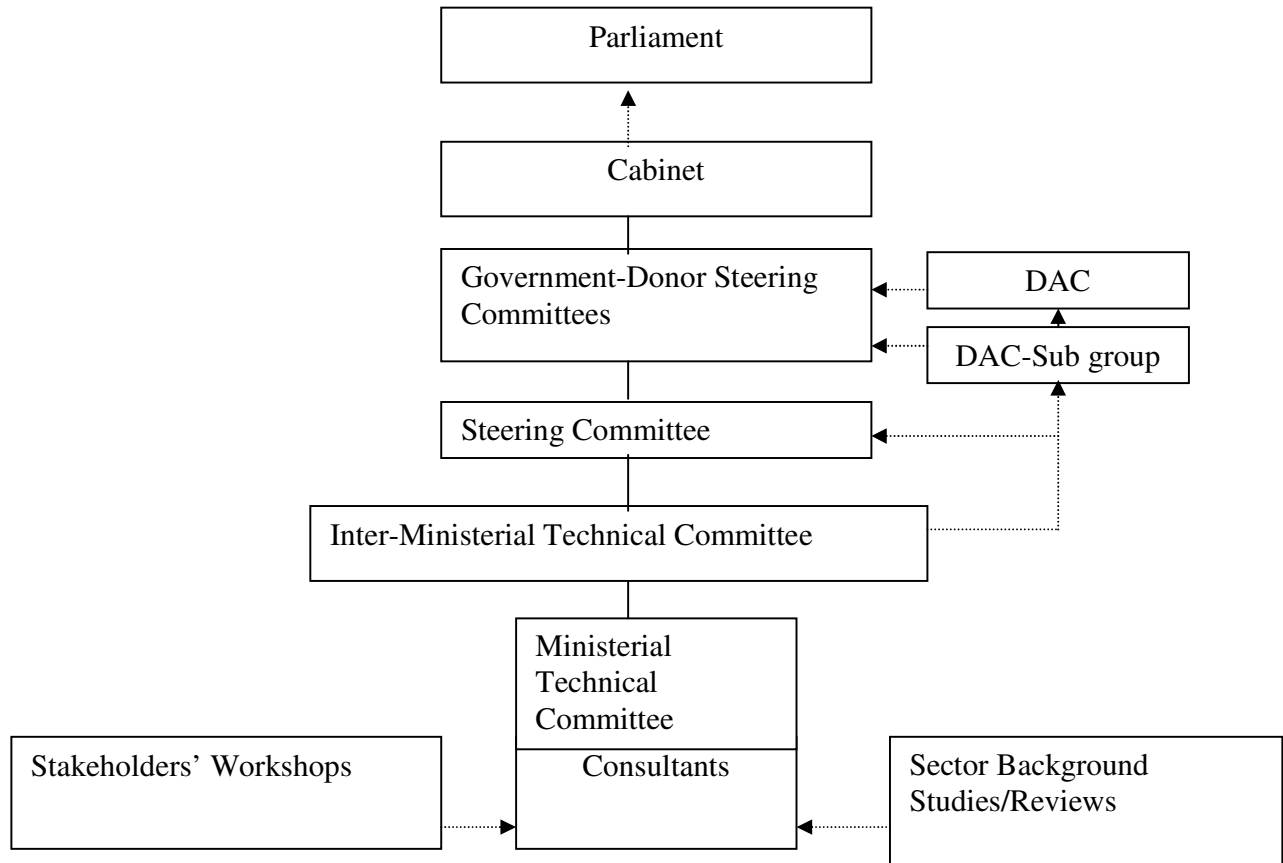 Parliament
Cabinet
Government-Donor Steering
Committees
DAC
DAC-Sub group
Steering Committee
Inter-Ministerial Technical Committee
Ministerial
Technical
Committee
Stakeholders’ Workshops
Consultants
Sector Background
Studies/Reviews